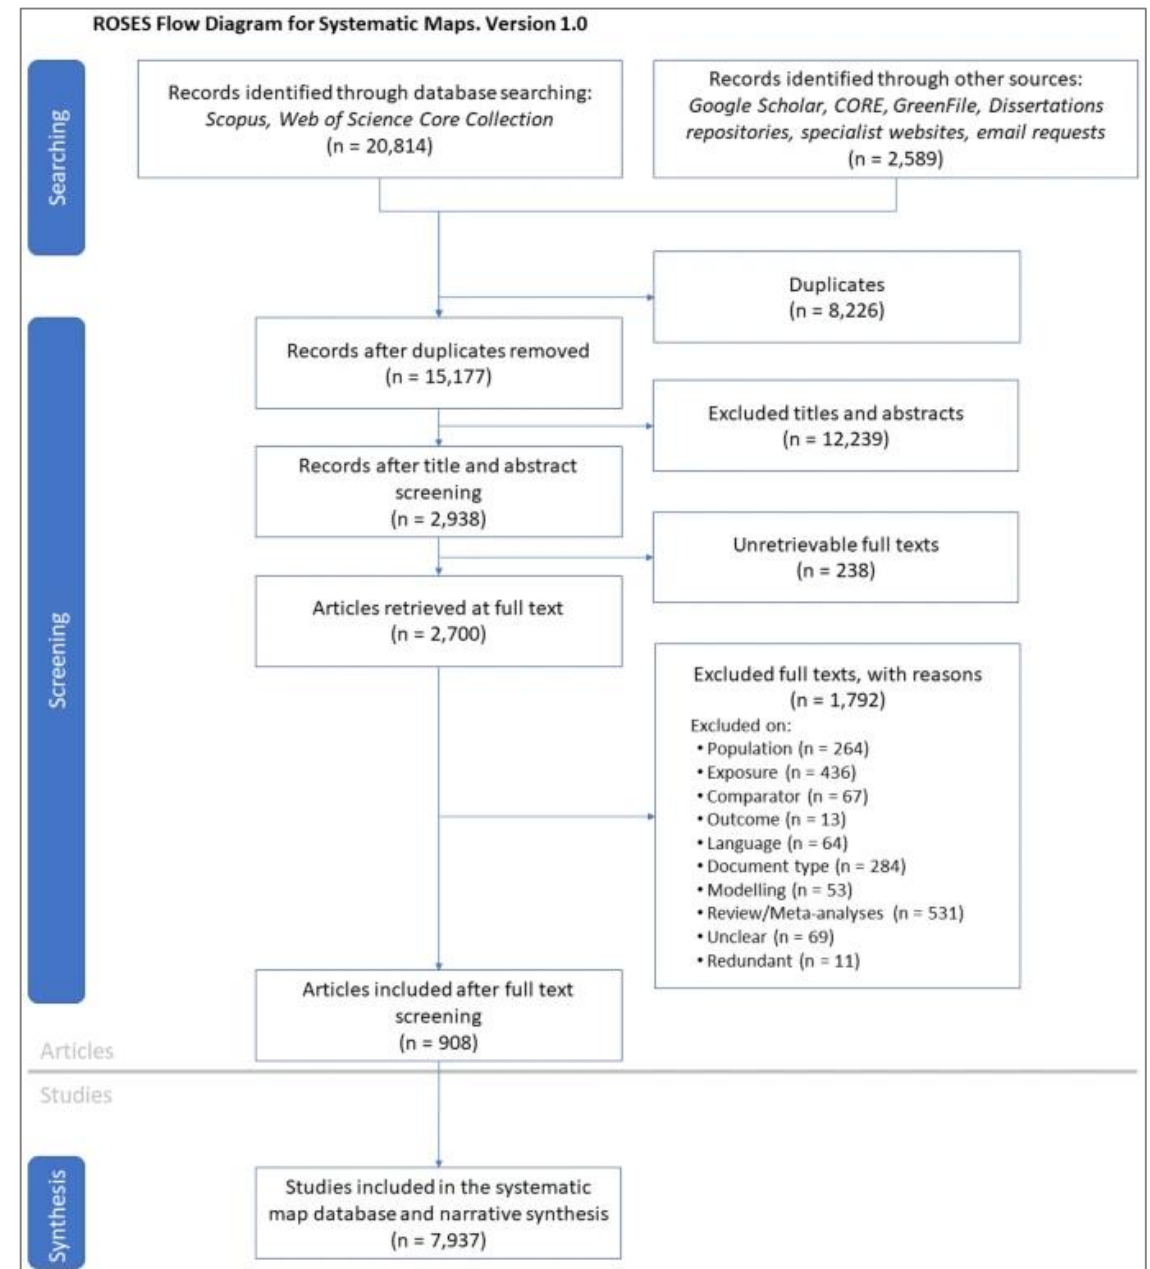 ROSES Flow Diagram for Systematic Maps. Version 1.0
Searching
Records identified through database searching:
Scopus, Web of Science Core Collection
(n = 20,814)
Records identified through other sources:
Google Scholar, CORE, GreenFile, Dissertations
repositories, specialist websites, email requests
(n = 2,589)
Duplicates
(n = 8,226)
Screening
Records after duplicates removed
(n = 15,177)
Excluded titles and abstracts
(n = 12,239)
Records after title and abstract
screening
(n = 2,938)
Unretrievable full texts
(n = 238)
Articles retrieved at full text
(n = 2,700)
Excluded full texts, with reasons
(n = 1,792)
Excluded on:
• Population (n = 264)
• Exposure (n = 436)
• Comparator (n = 67)
• Outcome (n = 13)
• Language (n = 64)
• Document type (n = 284)
• Modelling (n = 53)
• Review/Meta-analyses (n = 531)
• Unclear (n = 69)
• Redundant (n = 11)
Articles included after full text
screening
(n = 908)
Articles
Studies
Synthesis
Studies included in the systematic
map database and narrative synthesis
(n = 7,937)